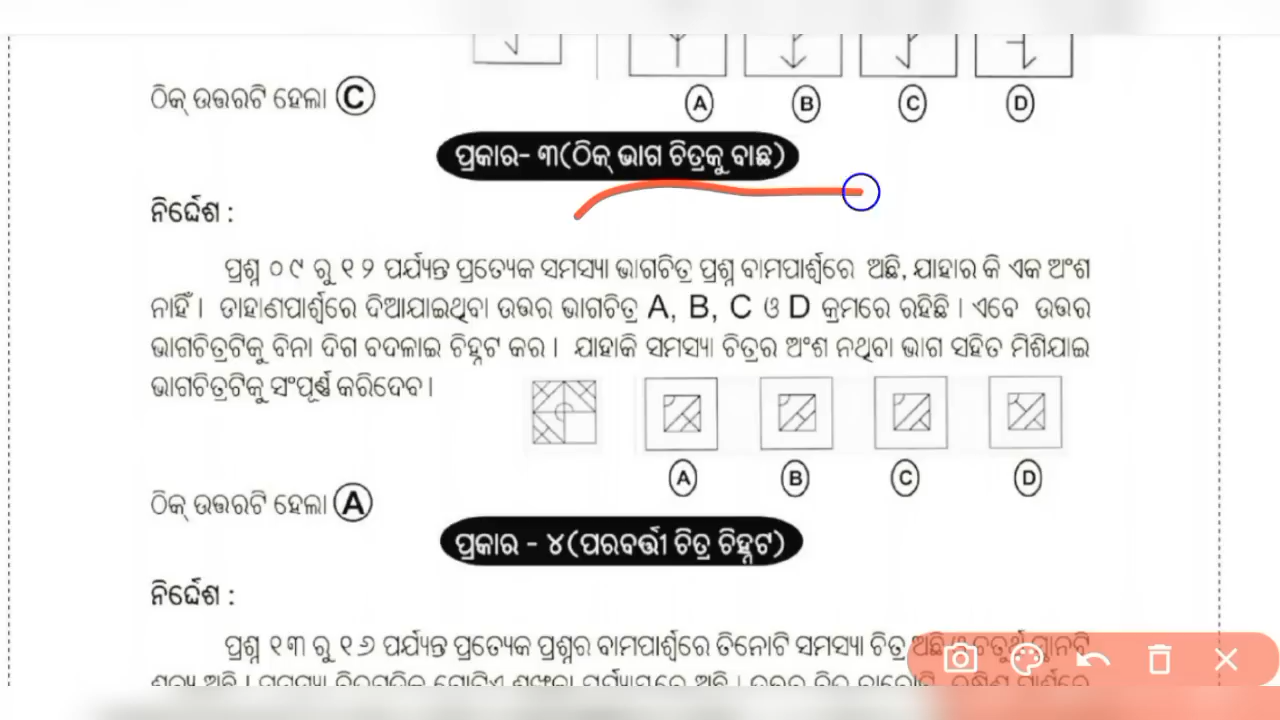 ଠିକ୍ ଉତ୍ତରଟି ହେଲା C
A B C D
ପ୍ରକାର- ୩(ଠିକ୍ ଭାଗ ଚିତ୍ରକୁ ବାଛ)
ନିର୍ଦ୍ଦେଶ :
ପ୍ରଶ୍ନ ୦୯ ରୁ ୧୨ ପର୍ଯ୍ୟନ୍ତ ପ୍ରତ୍ୟେକ ସମସ୍ୟା ଭାଗଚିତ୍ର ପ୍ରଶ୍ନ ବାମପାର୍ଶ୍ୱରେ ଅଛି, ଯାହାର କି ଏକ ଅଂଶ
ନାହିଁ। ଡାହାଣପାର୍ଶ୍ୱରେ ଦିଆଯାଇଥିବା ଉତ୍ତର ଭାଗଚିତ୍ର A, B, C ଓ D କ୍ରମରେ ରହିଛି । ଏବେ ଉତ୍ତର
ଭାଗଚିତ୍ରଟିକୁ ବିନା ଦିଗ ବଦଳାଇ ଚିହ୍ନଟ କର । ଯାହାକି ସମସ୍ୟା ଚିତ୍ରର ଅଂଶ ନଥିବା ଭାଗ ସହିତ ମିଶିଯାଇ
ଭାଗଚିତ୍ରଟିକୁ ସଂପୂର୍ଣ୍ଣ କରିଦେବ।
A B C D
ଠିକ୍ ଉତ୍ତରଟି ହେଲା A
ପ୍ରକାର - ୪(ପରବର୍ତ୍ତୀ ଚିତ୍ର ଚିହ୍ନଟ)
ନିର୍ଦ୍ଦେଶ :
ପ୍ରଶ୍ନ ୧୩ ରୁ ୧୬ ପର୍ଯ୍ୟନ୍ତ ପ୍ରତ୍ୟେକ ପ୍ରଶ୍ନର ବାମପାର୍ଶ୍ୱରେ ତିନୋଟି ସମସ୍ୟା ଚିତ୍ର ଅଛି ଓ ଚତୁର୍ଥ ସ୍ଥାନଟି